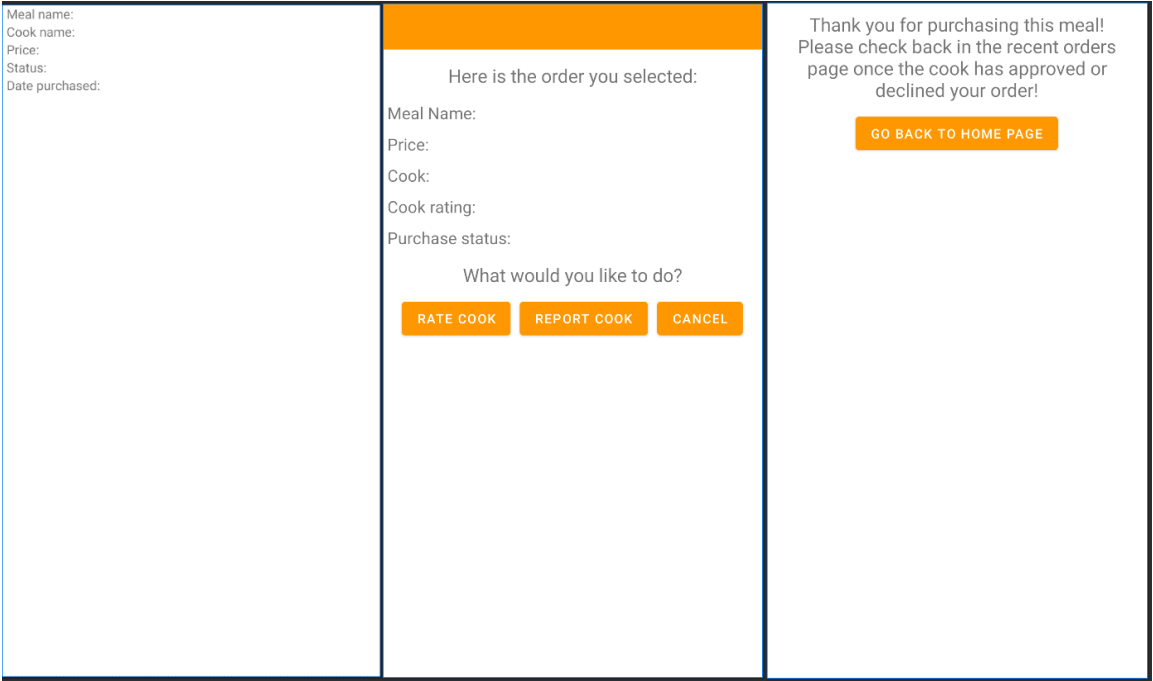 Meal name:
Cook name:
Price:
Status:
Date purchased:
Here is the order you selected:
Meal Name:
Price:
Cook:
Cook rating:
Purchase status:
What would you like to do?
RATE COOK
REPORT COOK
CANCEL
Thank you for purchasing this meal!
Please check back in the recent orders
page once the cook has approved or
declined your order!
GO BACK TO HOME PAGE